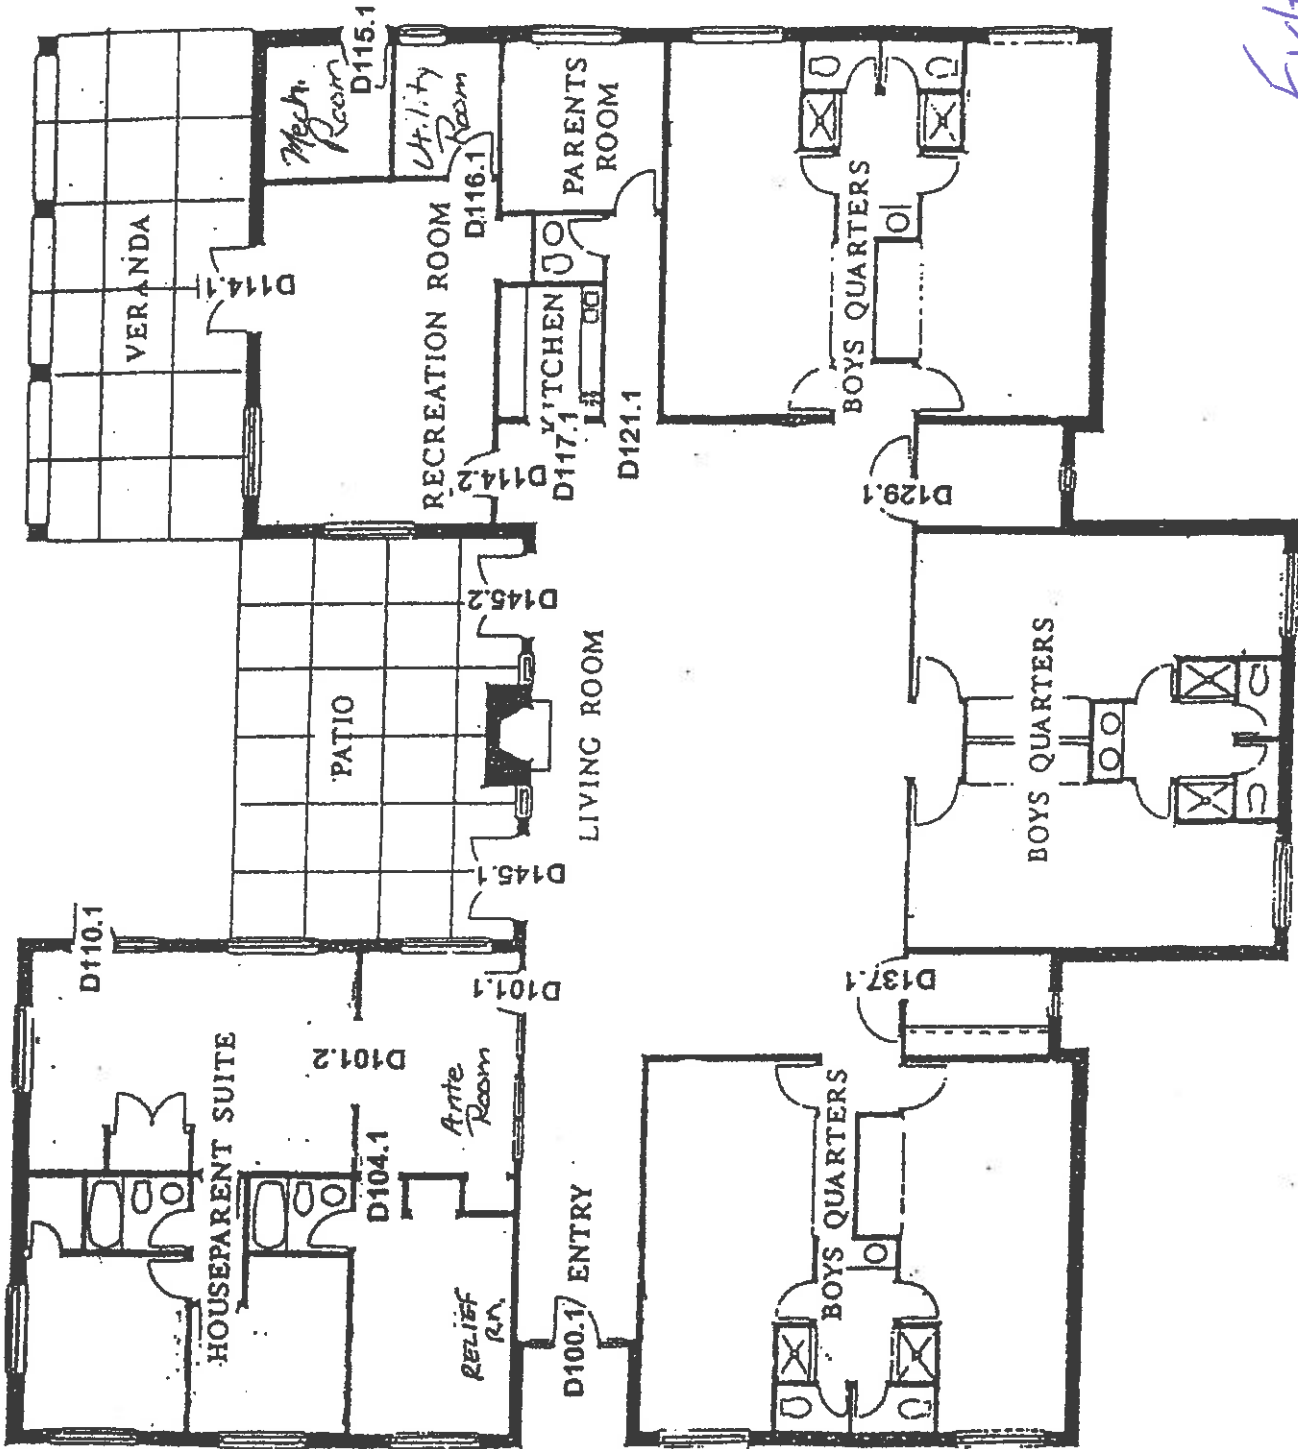 D115.1
Mech.
Room
Utility
Room
PARENTS
ROOM
VERANDA
D114.1
RECREATION ROOM
D116.1
KITCHEN
D114.2
D117.1
D121.1
BOYS QUARTERS
D129.1
D145.2
PATIO
LIVING ROOM
D145.1
BOYS QUARTERS
D110.1
D101.1
D137.1
HOUSEPARENT SUITE
D101.2
Ante
Room
D104.1
RELIEF
RM.
ENTRY
D100.1
BOYS QUARTERS